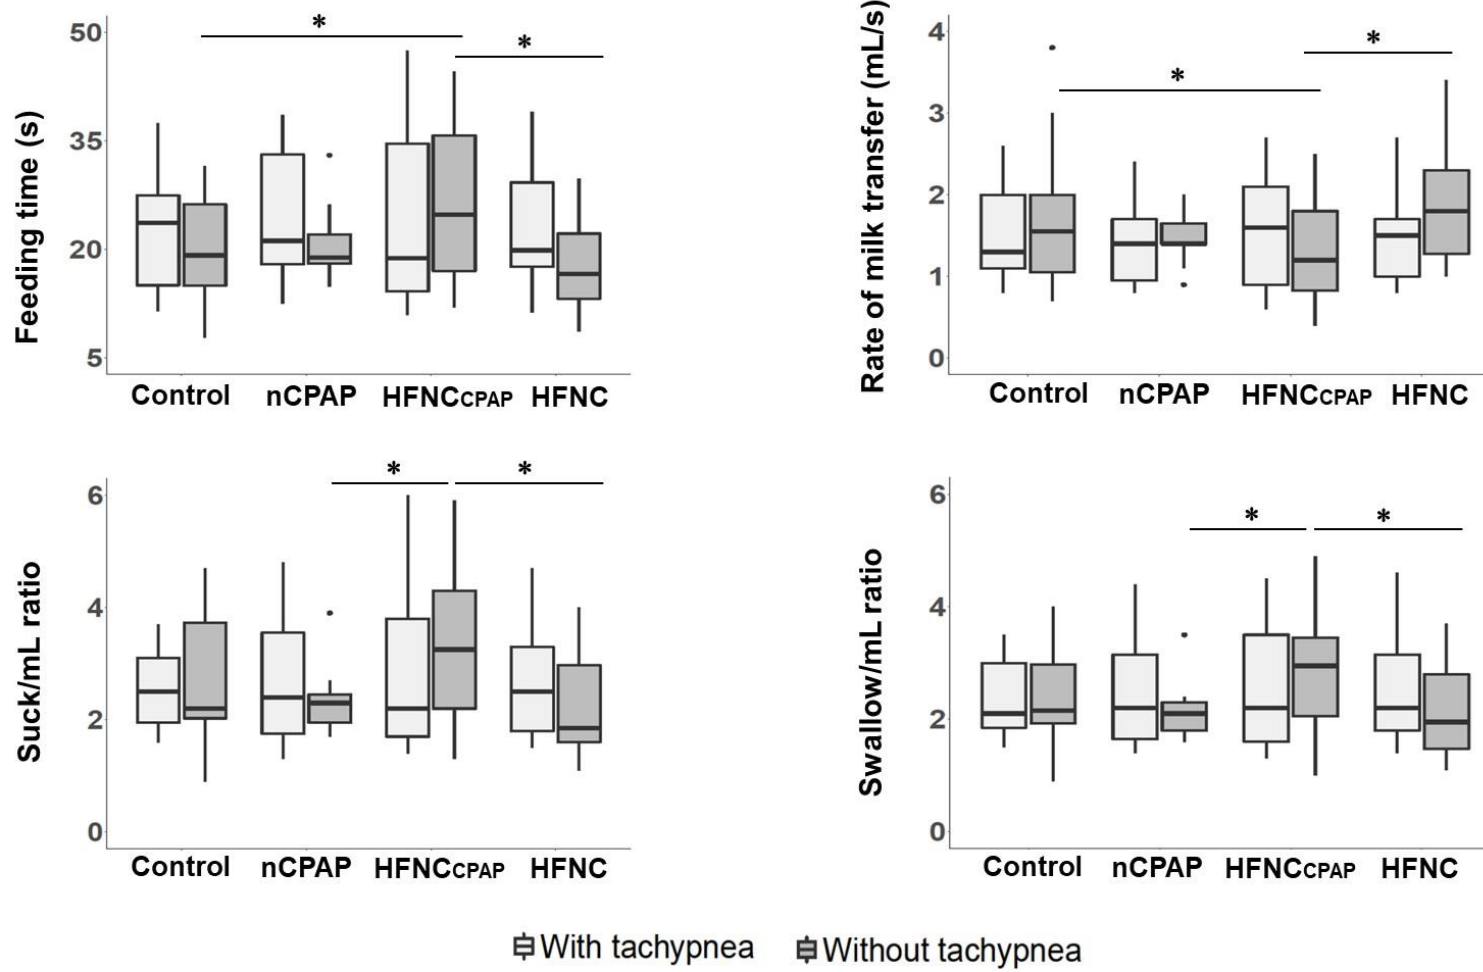 Feeding time (s)
50
35
20
5
*
*
Control nCPAP HFNCCPAP HFNC
Rate of milk transfer (mL/s)
4
3
2
1
0
*
*
Control nCPAP HFNCCPAP HFNC
Suck/mL ratio
6
4
2
0
*
*
Control nCPAP HFNCCPAP HFNC
Swallow/mL ratio
6
4
2
0
*
*
Control nCPAP HFNCCPAP HFNC
With tachypnea Without tachypnea